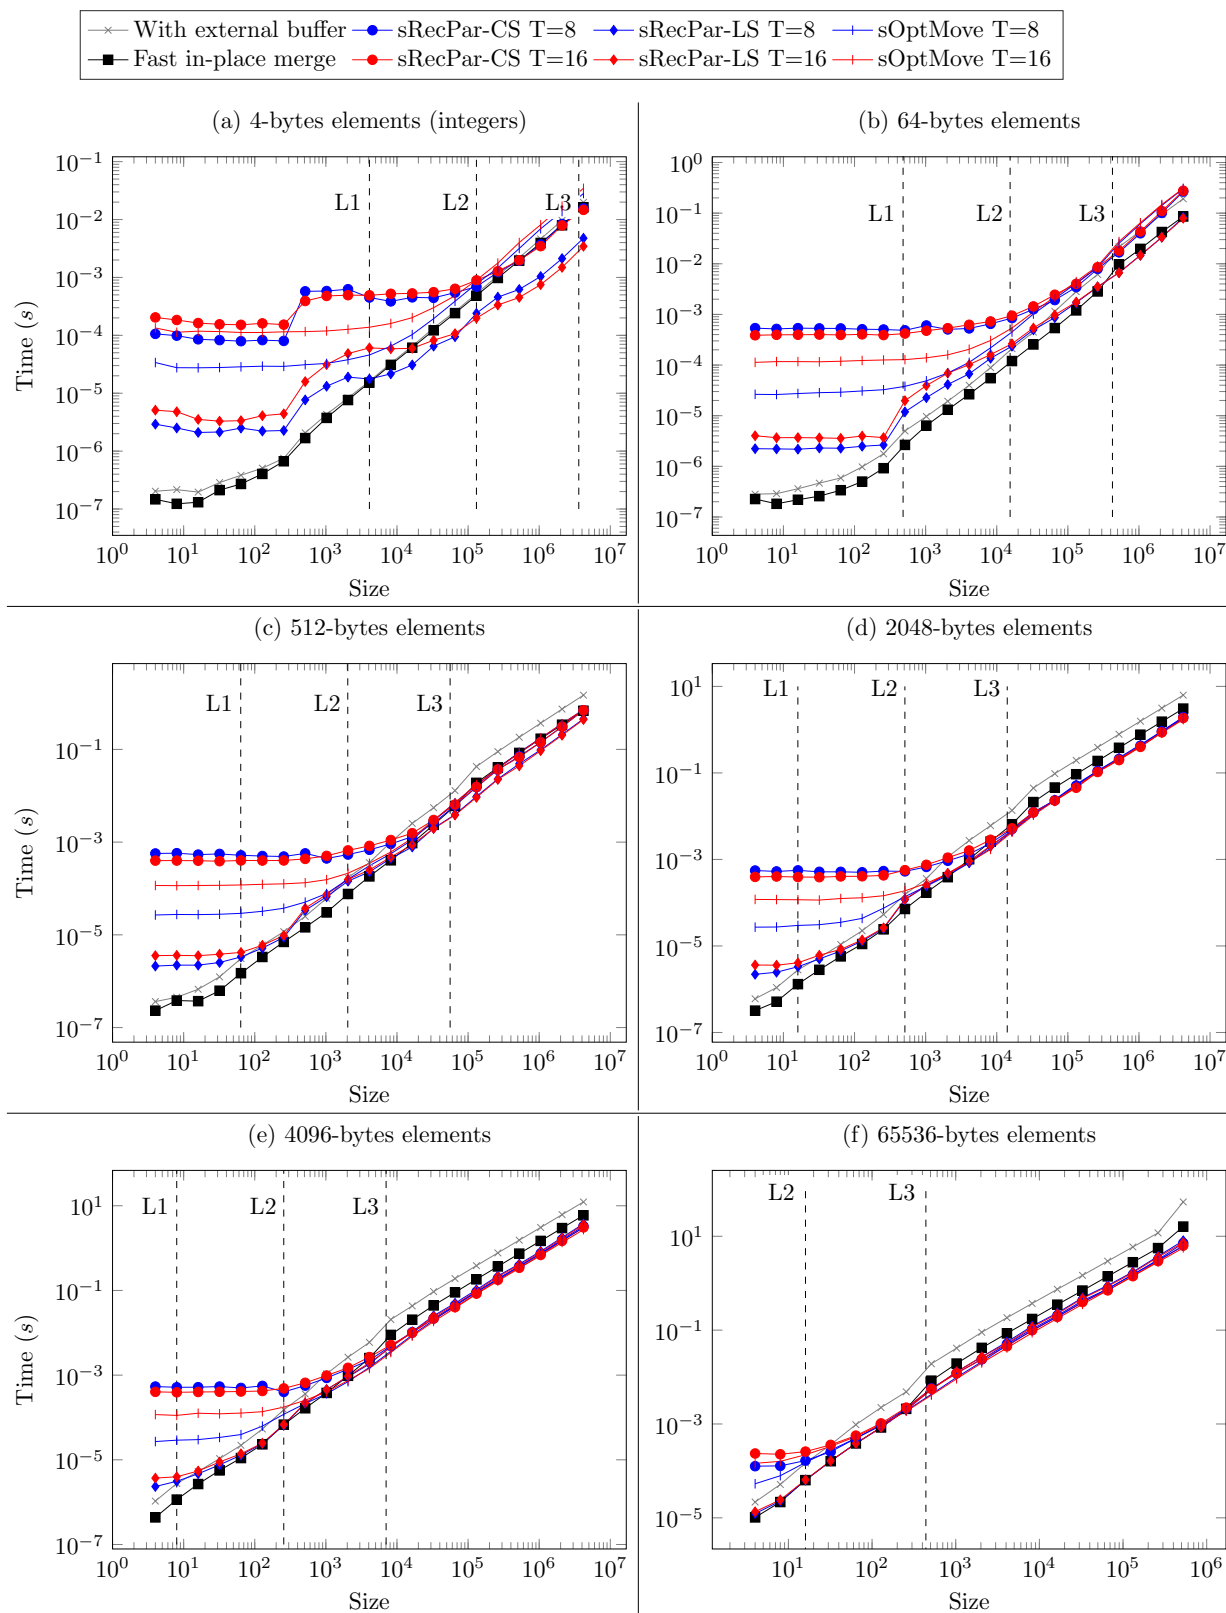 With external buffer sRecPar-CS T=8 sRecPar-LS T=8 sOptMove T=8
Fast in-place merge sRecPar-CS T=16 sRecPar-LS T=16 sOptMove T=16
(a) 4-bytes elements (integers)
10^−1
10^−2
10^−3
10^−4
10^−5
10^−6
10^−7
Time (s)
L1 L2 L3
10^0 10^1 10^2 10^3 10^4 10^5 10^6 10^7
Size
(b) 64-bytes elements
10^0
10^−1
10^−2
10^−3
10^−4
10^−5
10^−6
10^−7
L1 L2 L3
10^0 10^1 10^2 10^3 10^4 10^5 10^6 10^7
Size
(c) 512-bytes elements
10^−1
10^−3
10^−5
10^−7
Time (s)
L1 L2 L3
10^0 10^1 10^2 10^3 10^4 10^5 10^6 10^7
Size
(d) 2048-bytes elements
10^1
10^−1
10^−3
10^−5
10^−7
L1 L2 L3
10^0 10^1 10^2 10^3 10^4 10^5 10^6 10^7
Size
(e) 4096-bytes elements
10^1
10^−1
10^−3
10^−5
10^−7
Time (s)
L1 L2 L3
10^0 10^1 10^2 10^3 10^4 10^5 10^6 10^7
Size
(f) 65536-bytes elements
10^1
10^−1
10^−3
10^−5
L2 L3
10^1 10^2 10^3 10^4 10^5 10^6
Size